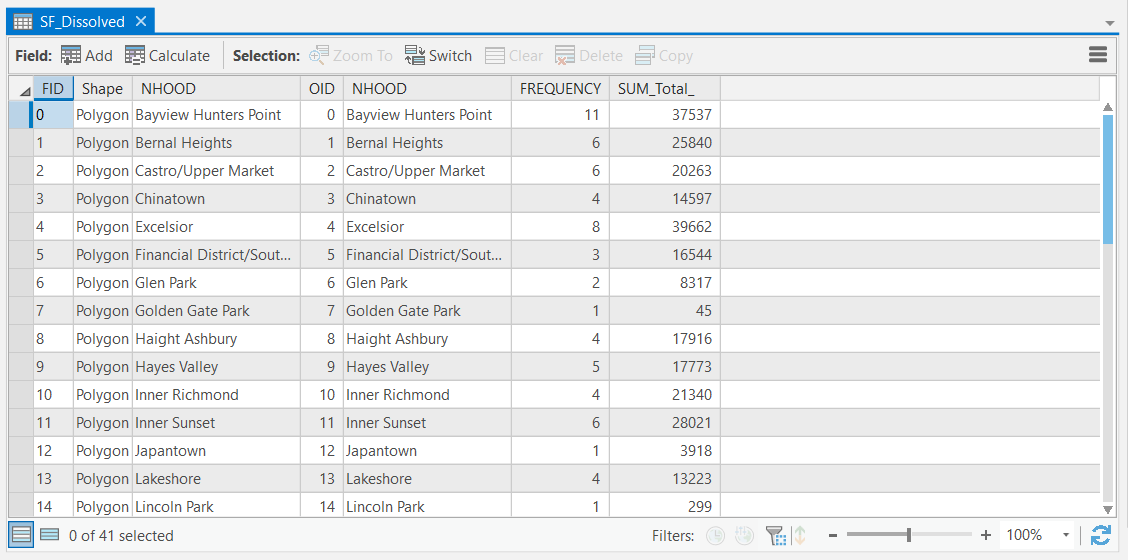 SF_Dissolved
Field: Add Calculate Selection: Zoom To Switch Clear Delete Copy
FID Shape NHOOD OID NHOOD FREQUENCY SUM_Total_
0 Polygon Bayview Hunters Point 0 Bayview Hunters Point 11 37537
1 Polygon Bernal Heights 1 Bernal Heights 6 25840
2 Polygon Castro/Upper Market 2 Castro/Upper Market 6 20263
3 Polygon Chinatown 3 Chinatown 4 14597
4 Polygon Excelsior 4 Excelsior 8 39662
5 Polygon Financial District/Sout... 5 Financial District/Sout... 3 16544
6 Polygon Glen Park 6 Glen Park 2 8317
7 Polygon Golden Gate Park 7 Golden Gate Park 1 45
8 Polygon Haight Ashbury 8 Haight Ashbury 4 17916
9 Polygon Hayes Valley 9 Hayes Valley 5 17773
10 Polygon Inner Richmond 10 Inner Richmond 4 21340
11 Polygon Inner Sunset 11 Inner Sunset 6 28021
12 Polygon Japantown 12 Japantown 1 3918
13 Polygon Lakeshore 13 Lakeshore 4 13223
14 Polygon Lincoln Park 14 Lincoln Park 1 299
0 of 41 selected Filters: 100%